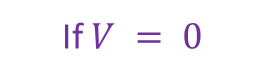 If V = 0